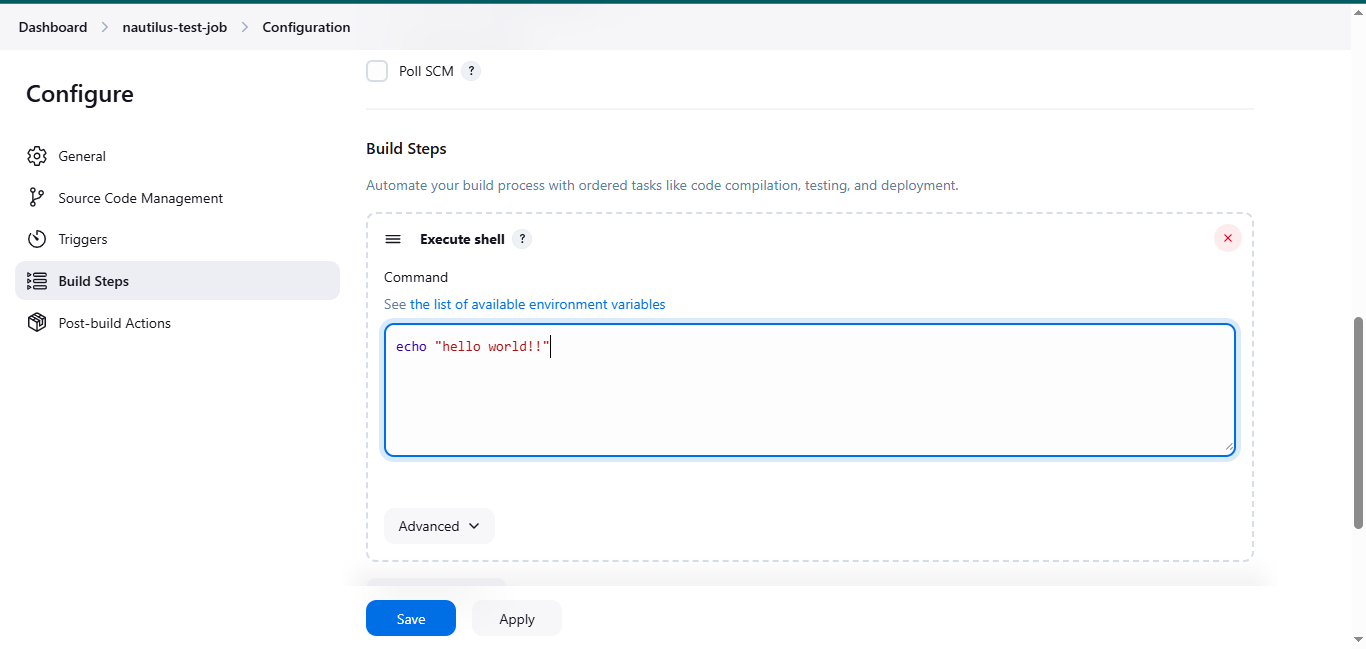 Dashboard > nautilus-test-job > Configuration
Configure
General
Source Code Management
Triggers
Build Steps
Post-build Actions
Poll SCM ?
Build Steps
Automate your build process with ordered tasks like code compilation, testing, and deployment.
Execute shell ?
Command
See the list of available environment variables
echo "hello world!!"
Advanced
Save
Apply